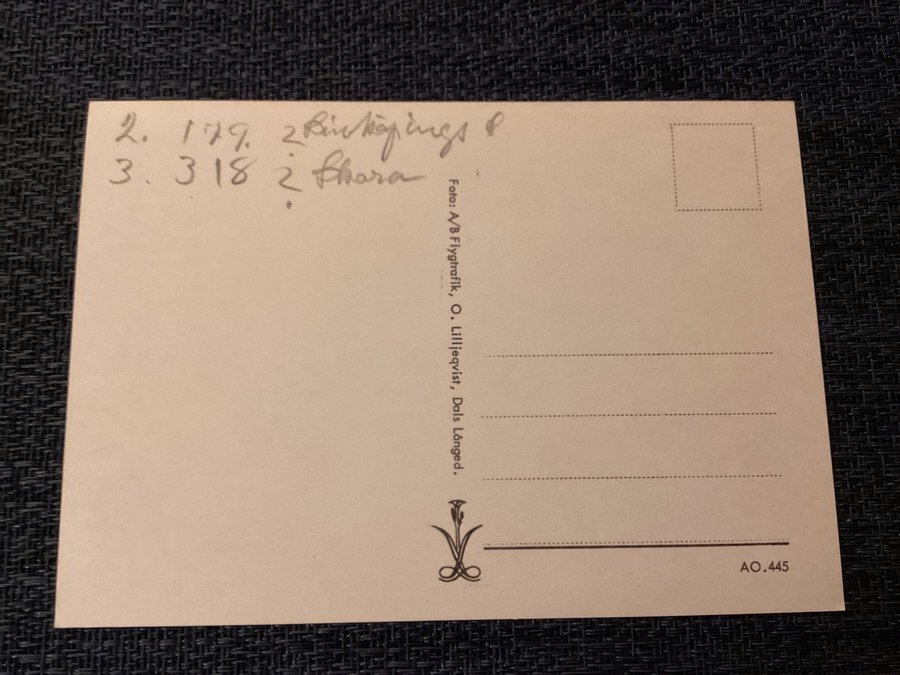 2. 179. i Linköpings
3. 318 i Skara
Foto: A/B Flygtrafik, O. Lilljeqvist, Dals Långed.
AO.445